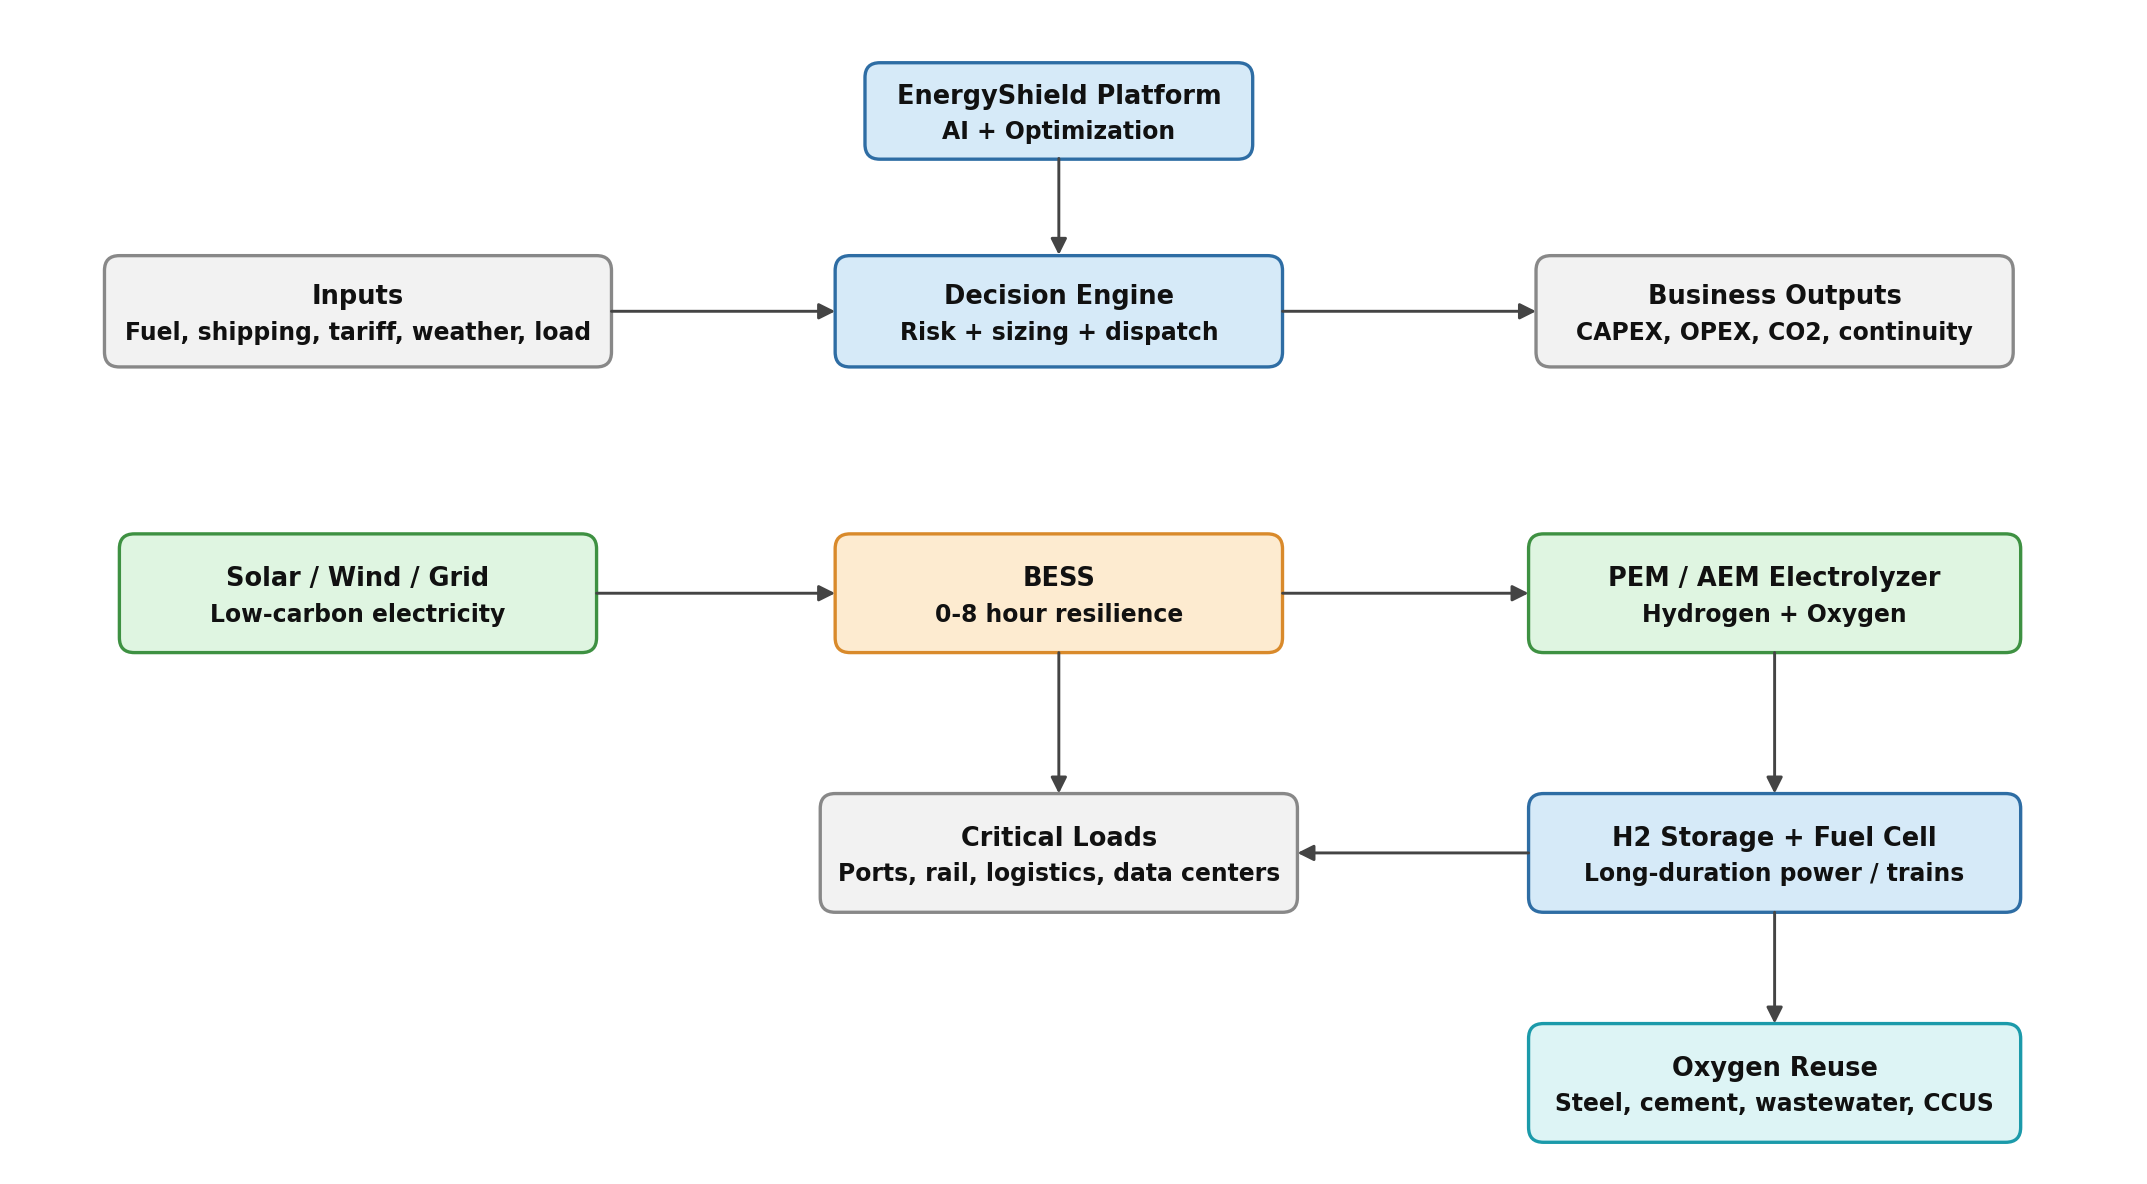 EnergyShield Platform
AI + Optimization
Inputs
Fuel, shipping, tariff, weather, load
Decision Engine
Risk + sizing + dispatch
Business Outputs
CAPEX, OPEX, CO2, continuity
Solar / Wind / Grid
Low-carbon electricity
BESS
0-8 hour resilience
PEM / AEM Electrolyzer
Hydrogen + Oxygen
Critical Loads
Ports, rail, logistics, data centers
H2 Storage + Fuel Cell
Long-duration power / trains
Oxygen Reuse
Steel, cement, wastewater, CCUS